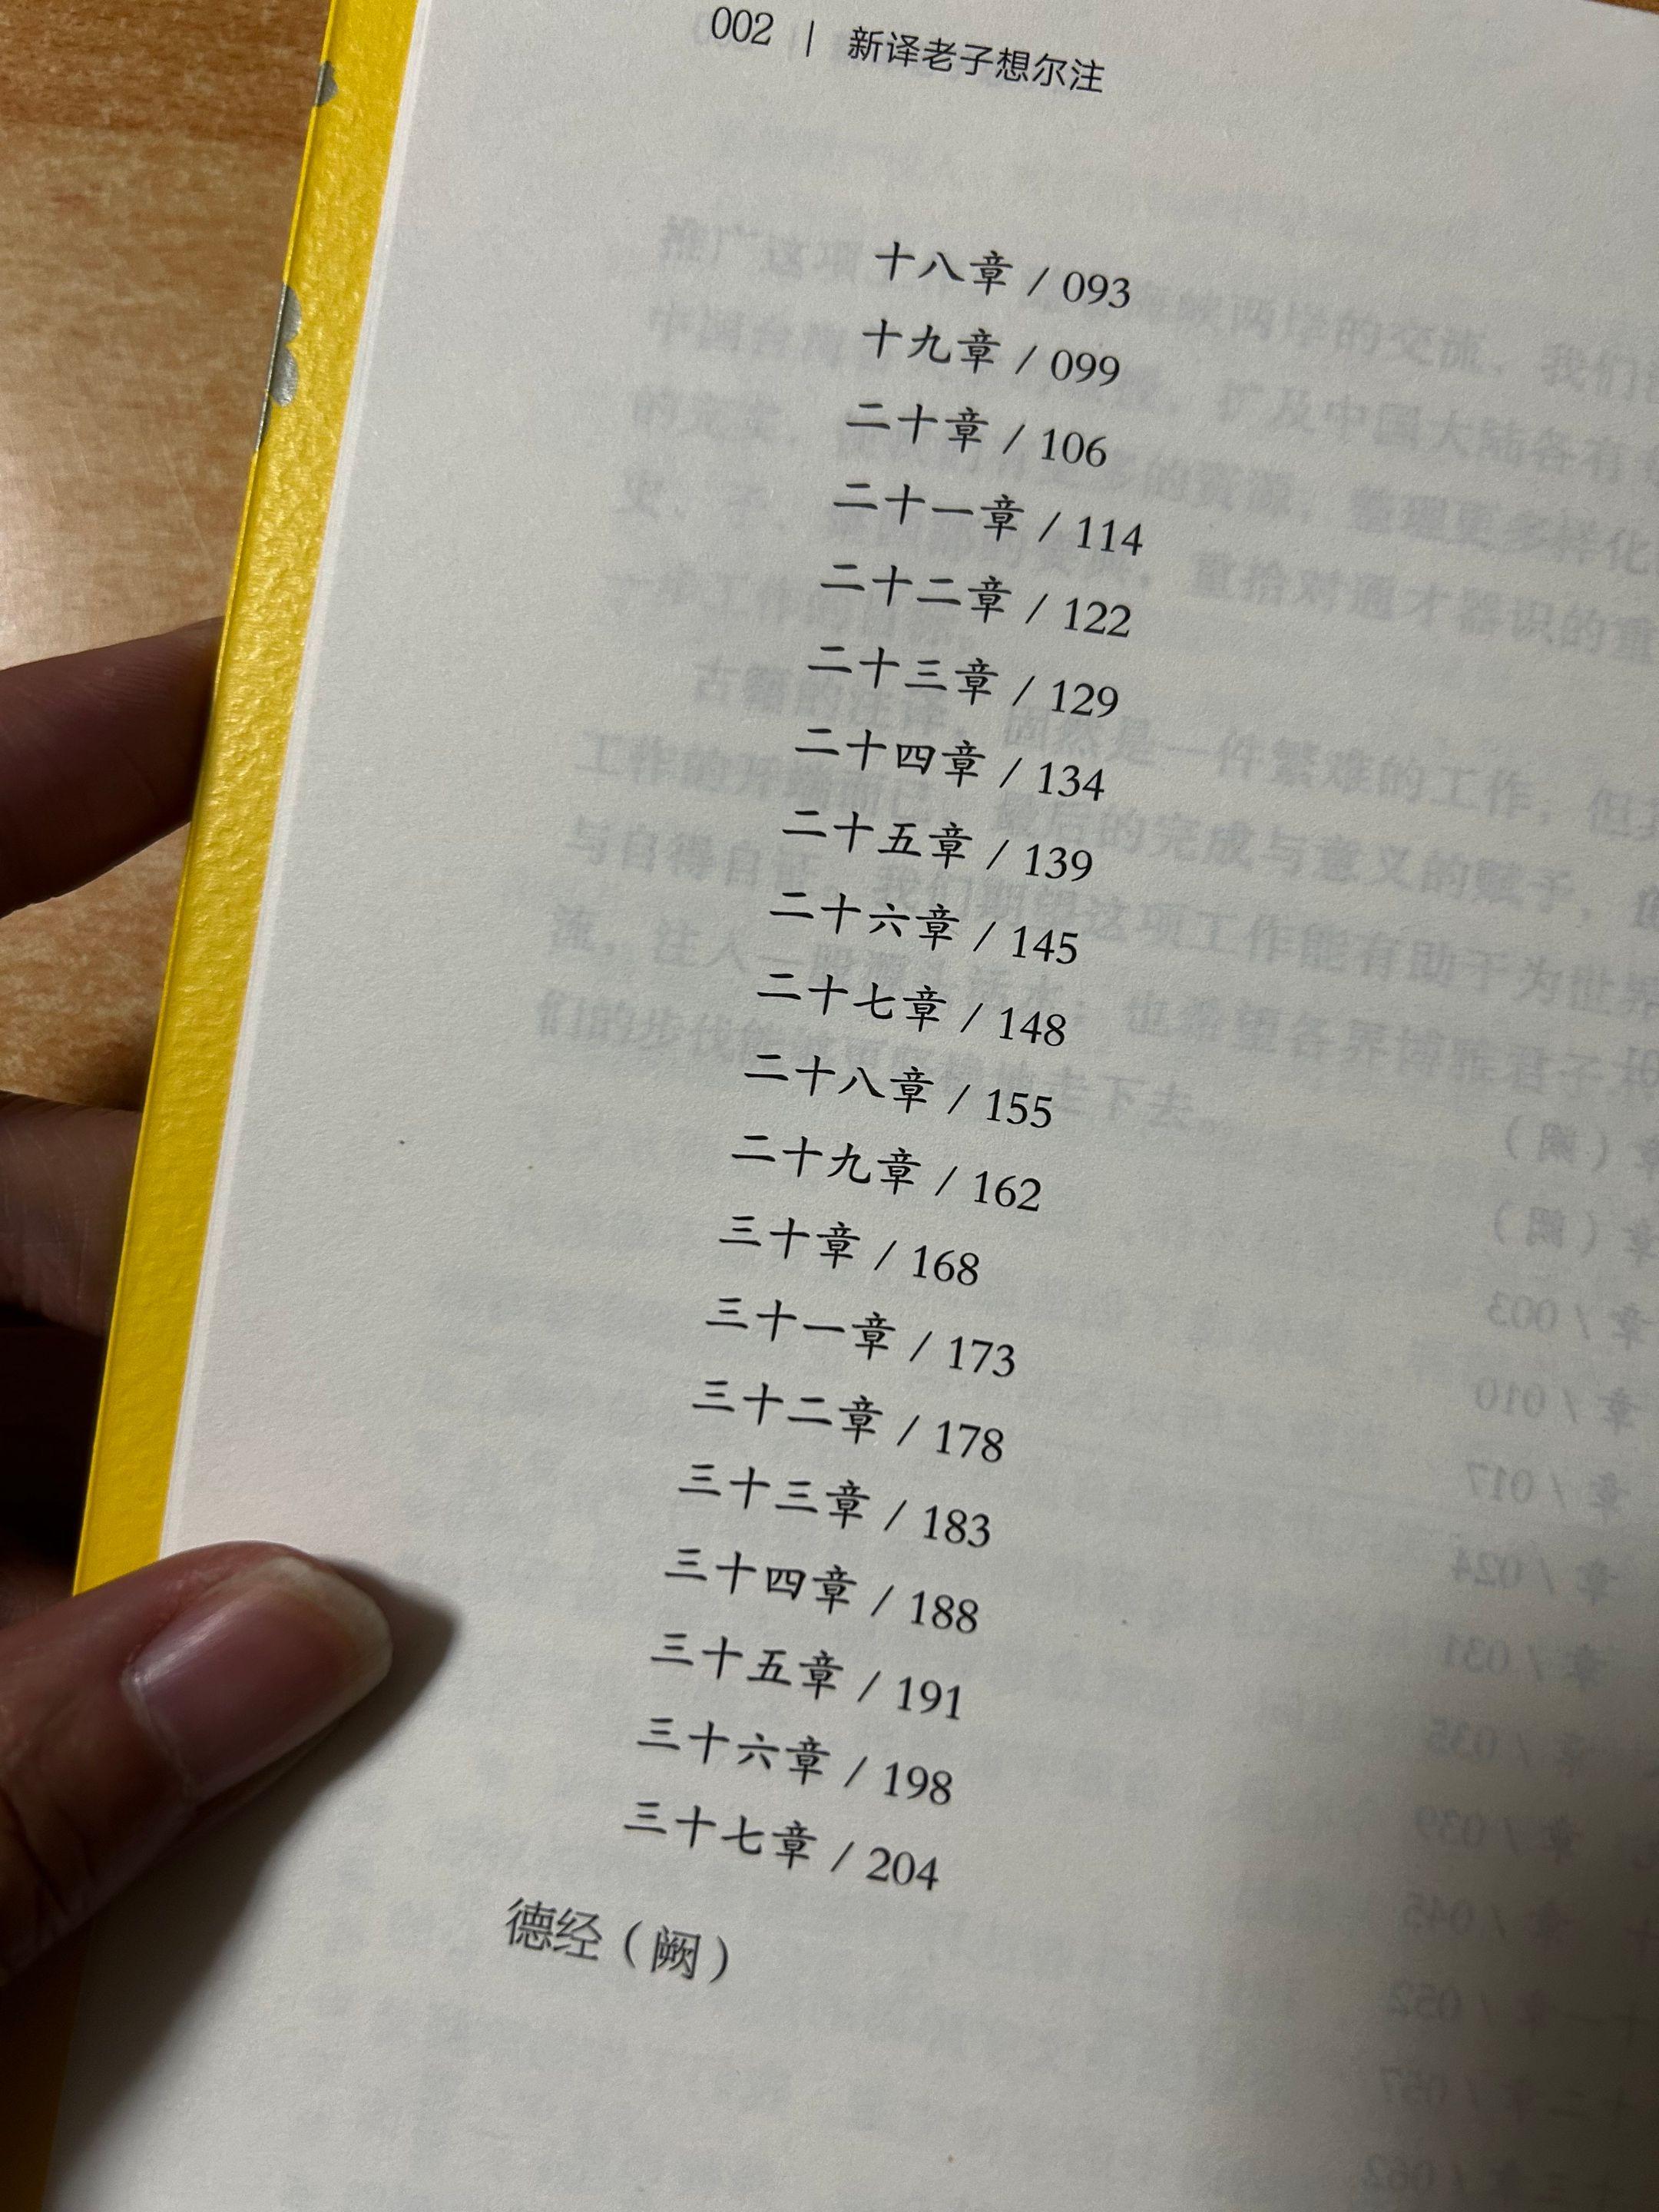 002 | 新译老子想尔注
十八章 / 093
十九章 / 099
二十章 / 106
二十一章 / 114
二十二章 / 122
二十三章 / 129
二十四章 / 134
二十五章 / 139
二十六章 / 145
二十七章 / 148
二十八章 / 155
二十九章 / 162
三十章 / 168
三十一章 / 173
三十二章 / 178
三十三章 / 183
三十四章 / 188
三十五章 / 191
三十六章 / 198
三十七章 / 204
德经（阙）